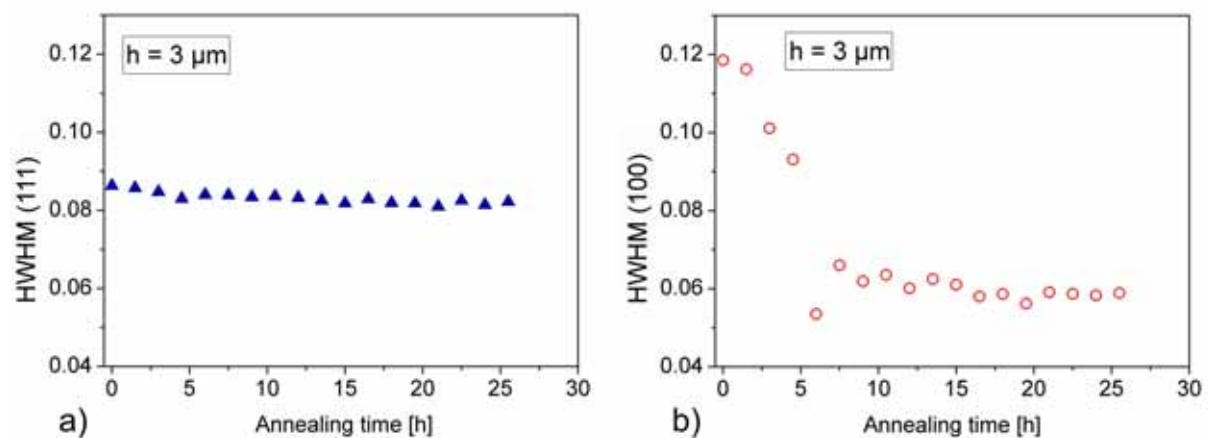 h = 3 µm
0.12
0.10
0.08
0.06
0.04
HWHM (111)
0 5 10 15 20 25 30
Annealing time [h]
a)
h = 3 µm
0.12
0.10
0.08
0.06
0.04
HWHM (100)
0 5 10 15 20 25 30
Annealing time [h]
b)